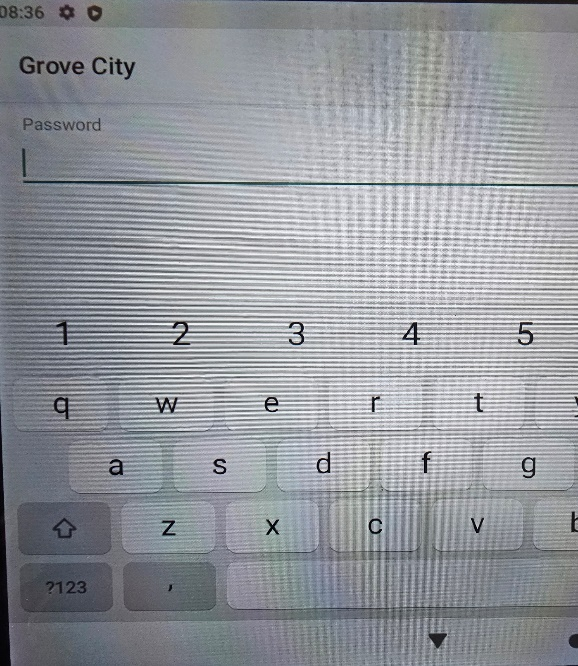 08:36
Grove City
Password
1 2 3 4 5
q w e r t
a s d f g
z x c v b
?123 ,